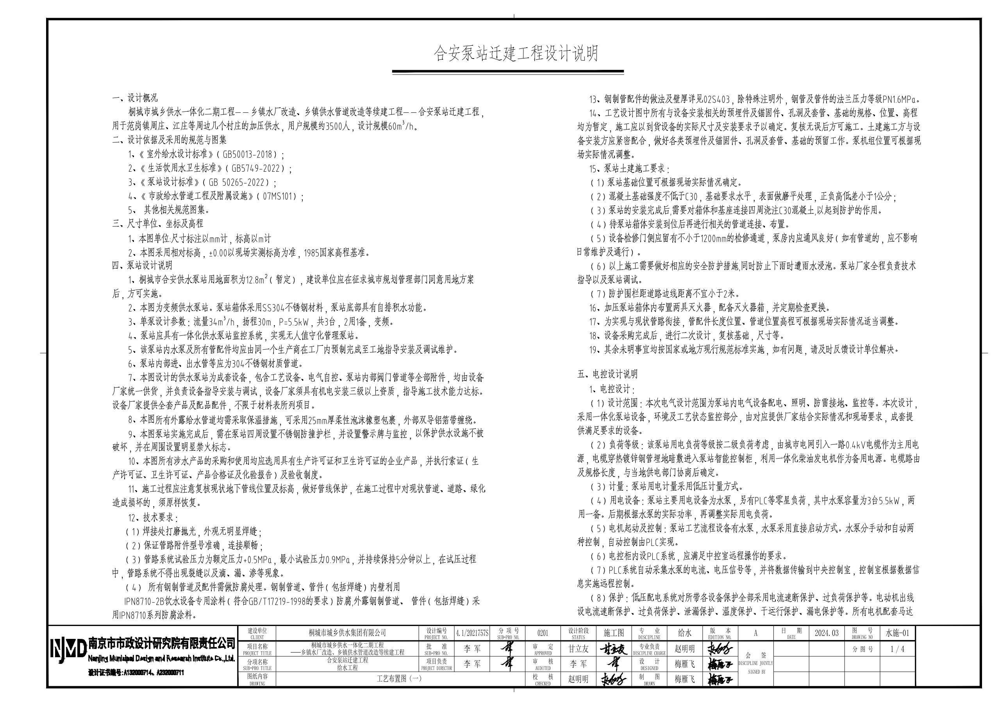 合安泵站迁建工程设计说明
一、设计概况
桐城市城乡供水一体化二期工程——乡镇水厂改造、乡镇供水管道改造等续建工程——合安泵站迁建工程，
用于范岗镇周庄、江庄等周边几个村庄的加压供水，用户规模约3500人，设计规模60m³/h。
二、设计依据及采用的规范与图集
1、《室外给水设计标准》（GB50013-2018）；
2、《生活饮用水卫生标准》（GB5749-2022）；
3、《泵站设计标准》（GB 50265-2022）；
4、《市政给水管道工程及附属设施》（07MS101）；
5、 其他相关规范图集。
三、尺寸单位、坐标及高程
1、本图单位:尺寸标注以mm计，标高以m计
2、本图采用相对标高，±0.00以现场实测标高为准，1985国家高程基准。
四、泵站设计说明
1、桐城市合安供水泵站用地面积为12.8m²（暂定），建设单位应在征求城市规划管理部门同意用地方案
后，方可实施。
2、本图为变频供水泵站。泵站箱体采用SS304不锈钢材料，泵站底部具有自排积水功能。
3、单泵设计参数：流量34m³/h，扬程30m，P=5.5kW，共3台，2用1备，变频。
4、泵站应具有一体化供水泵站监控系统，实现无人值守化管理泵站。
5、该泵站内水泵及所有管配件均应由同一个生产商在工厂内预制完成至工地指导安装及调试维护。
6、泵站内部进、出水管等应为304不锈钢材质管道。
7、本图设计的供水泵站为成套设备，包含工艺设备、电气自控、泵站内部阀门管道等全部附件，均由设备
厂家统一供货，并负责设备指导安装与调试，设备厂家须具有机电安装三级以上资质，指导施工技术能力达标。
设备厂家提供全套产品及配品配件，不限于材料表所列项目。
8、本图所有外露给水管道均需采取保温措施，可采用25mm厚柔性泡沫橡塑包裹，外部双导铝箔带缠绕。
9、本图泵站实施完成后，需在泵站四周设置不锈钢防撞护栏，并设置警示牌与监控，以保护供水设施不被
破坏，并在周围设置明显禁火标志。
10、本图所有涉水产品的采购和使用均应选用具有生产许可证和卫生许可证的企业产品，并执行索证（生
产许可证、卫生许可证、产品合格证及化验报告）及验收制度。
11、施工过程应注意复核现状地下管线位置及标高，做好管线保护，在施工过程中对现状管道、道路、绿化
造成损坏的，须原样恢复。
12、技术要求：
（1）焊接处打磨抛光，外观无明显焊缝；
（2）保证管路附件型号准确，连接顺畅；
（3）管路系统试验压力为额定压力+0.5MPa，最小试验压力0.9MPa，并持续保持5分钟以上，在试压过程
中，管路系统不得出现裂缝以及滴、漏、渗等现象。
（4） 所有钢制管道及配件需做防腐处理。钢制管道、管件（包括焊缝）内壁利用
IPN8710-2B饮水设备专用涂料（符合GB/T17219-1998的要求）防腐,外露钢制管道、 管件（包括焊缝）采
用IPN8710系列防腐涂料。
13、钢制管配件的做法及壁厚详见02S403，除特殊注明外，钢管及管件的法兰压力等级PN1.6MPa。
14、工艺设计图中所有与设备安装相关的预埋件及锚固件、孔洞及套管、基础的规格、位置、高程
均为暂定，施工应以到货设备的实际尺寸及安装要求予以确定。复核无误后方可施工。土建施工方与设
备安装方应紧密配合，做好各类预埋件及锚固件、孔洞及套管、基础的预留工作。泵机组位置可根据现
场实际情况调整。
15、泵站土建施工要求：
（1）泵站基础位置可根据现场实际情况确定。
（2）混凝土基础强度不低于C30，基础要求水平，表面做磨平处理，正负高低差小于1公分；
（3）泵站的安装完成后,需要对箱体和基座连接四周浇注C30混凝土,以起到防护的作用。
（4）待泵站箱体安装到位后再进行相关的管道连接、布置。
（5）设备检修门侧应留有不小于1200mm的检修通道，泵房内应通风良好（如有管道的，应不影响
日常维护及通行）。
（6）以上施工需要做好相应的安全防护措施,同时防止下雨时遭雨水浸泡。泵站厂家全程负责技术
指导以及泵站调试。
（7）防护围栏距道路边线距离不宜小于2米。
16、加压泵站箱体内布置两具灭火器，配备灭火器箱，并定期检查更换。
17、为实现与现状管路衔接，管配件长度位置、管道位置高程可根据现场实际情况适当调整。
18、设备采购完成后，进行二次设计，复核基础，尺寸等。
19、其余未明事宜均按国家或地方现行规范标准实施，如有问题，请及时反馈设计单位解决。
五、电控设计说明
1、电控设计：
（1）设计范围：本次电气设计范围为泵站内电气设备配电、照明、防雷接地、监控等。本次设计，
采用一体化泵站设备，环境及工艺状态监控部分，由对应提供厂家结合实际情况和现场要求，成套提
供满足要求的设备。
（2）负荷等级：该泵站用电负荷等级按二级负荷考虑，由城市电网引入一路0.4kV电缆作为主用电
源，电缆穿热镀锌钢管埋地暗敷进入泵站智能控制柜，利用一体化柴油发电机作为备用电源。电缆路由
及规格长度，与当地供电部门协商后确定。
（3）计量：泵站用电计量采用低压计量方式。
（4）用电设备：泵站主要用电设备为水泵，另有PLC等零星负荷，其中水泵容量为3台5.5kW，两
用一备。后期根据水泵的实际功率，再调整实际用电负荷。
（5）电机起动及控制：泵站工艺流程设备有水泵，水泵采用直接启动方式。水泵分手动和自动两
种控制，自动控制由PLC实现。
（6）电控柜内设PLC系统，应满足中控室远程操作的要求。
（7）PLC系统自动采集水泵的电流、电压信号等，并将数据传输到中央控制室，控制室根据数据信
息实施远程控制。
（8）保护：低压配电系统对所带各设备保护全部采用电流速断保护、过负荷保护等。电动机出线
设电流速断保护、过负荷保护、泄漏保护、温度保护、干运行保护、漏电保护等。所有电机配套马达
NJMD 南京市市政设计研究院有限责任公司
Nanjing Municipal Design and Research Institute Co.,Ltd.
设计证书编号:A132000714、A232000711
建设单位 CLIENT 桐城市城乡供水集团有限公司 设计编号 PROJECT NO. 4.1/2021757S 分项号 SUB-PRO NO. 0201 设计阶段 STATUS 施工图 专业 DISCIPLINE 给水 版本 EDITION NO. A 日期 DATE 2024.03 图号 DRAWING NO 水施-01
项目名称 PROJECT TITLE 桐城市城乡供水一体化二期工程 ——乡镇水厂改造、乡镇供水管道改造等续建工程 批准 SUB-PRO NO. 李军 审定 APPROVED 甘立友 甘立友 专业负责 DISCIPLINE CHARGE 赵明明 会签 DISCIPLINE JOINTLY SIGNED BY 分图号 1/4
分项名称 SUB-PRO TITLE 合安泵站迁建工程 给水工程 项目负责 PROJECT DIRECTOR 李军 审核 AUDITED 李军 设计 DESIGNED 梅雁飞 梅雁飞
图纸内容 DRAWING 工艺布置图（一） 校核 CHECKED 赵明明 制图 DRAWN 梅雁飞 梅雁飞